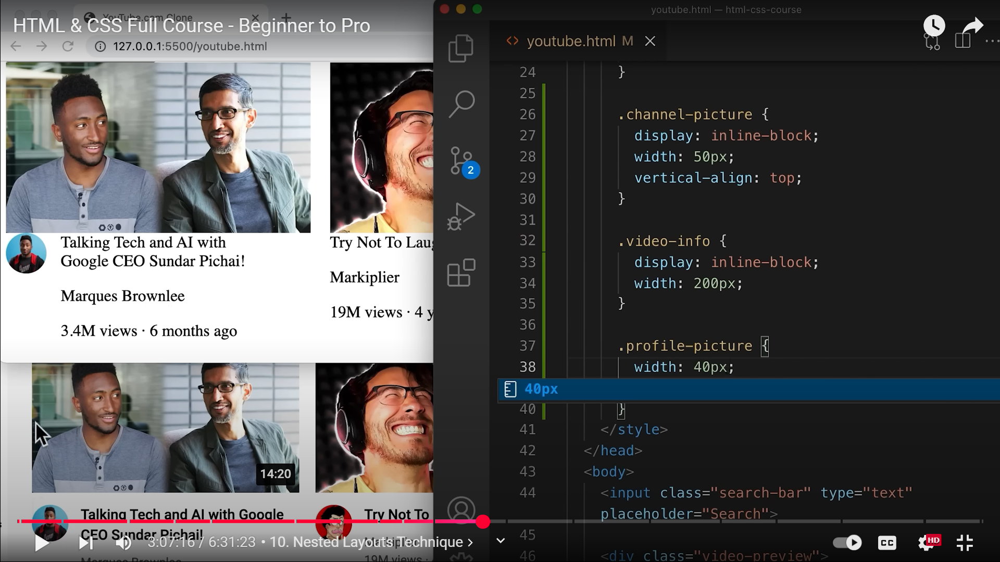 YouTube.com Clone
HTML & CSS Full Course - Beginner to Pro
127.0.0.1:5500/youtube.html
Talking Tech and AI with
Google CEO Sundar Pichai!
Marques Brownlee
3.4M views · 6 months ago
Try Not To Laug
Markiplier
19M views · 4 y
14:20
Talking Tech and AI with Google
CEO Sundar Pichai!
Marques Brownlee
Try Not To
Markiplier
19M views ·
youtube.html — html-css-course
youtube.html M
2
24 }
25
26 .channel-picture {
27 display: inline-block;
28 width: 50px;
29 vertical-align: top;
30 }
31
32 .video-info {
33 display: inline-block;
34 width: 200px;
35 }
36
37 .profile-picture {
38 width: 40px;
40px
40 }
41 </style>
42 </head>
43 <body>
44 <input class="search-bar" type="text"
placeholder="Search">
45
46 <div class="video-preview">
3:07:16 / 6:31:23 • 10. Nested Layouts Technique
CC
HD